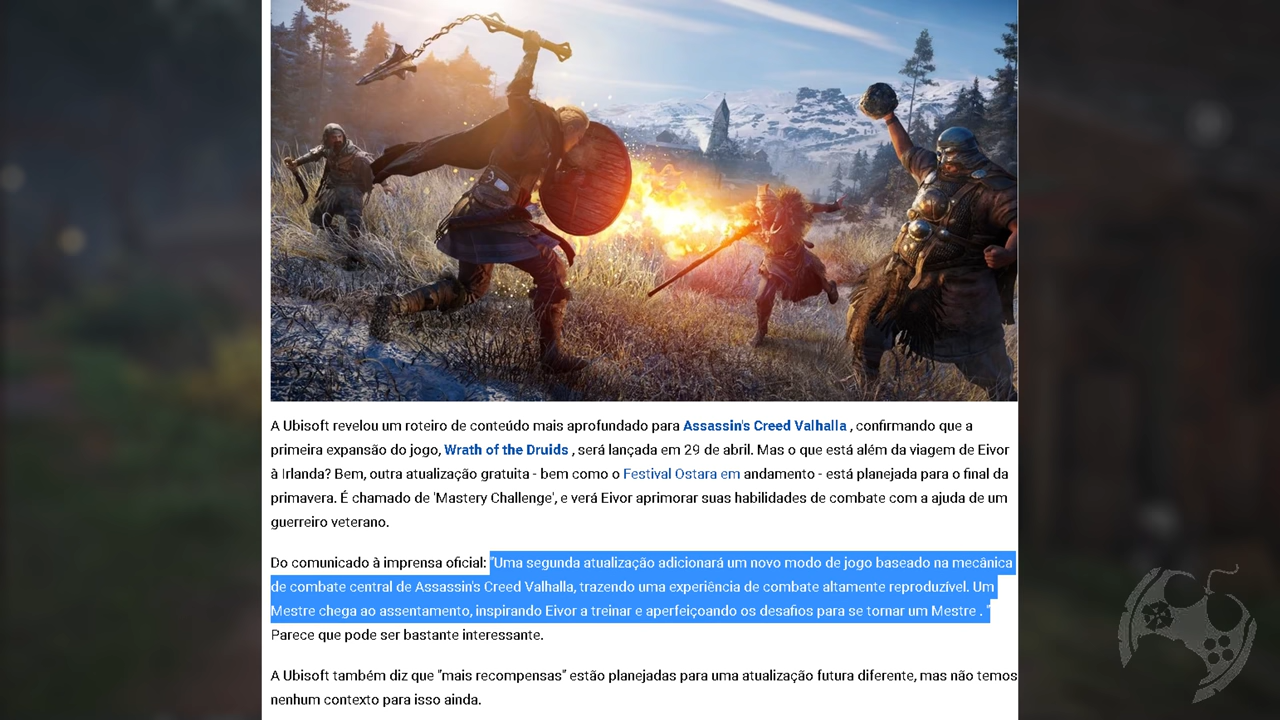 A Ubisoft revelou um roteiro de conteúdo mais aprofundado para Assassin's Creed Valhalla , confirmando que a
primeira expansão do jogo, Wrath of the Druids , será lançada em 29 de abril. Mas o que está além da viagem de Eivor
à Irlanda? Bem, outra atualização gratuita - bem como o Festival Ostara em andamento - está planejada para o final da
primavera. É chamado de 'Mastery Challenge', e verá Eivor aprimorar suas habilidades de combate com a ajuda de um
guerreiro veterano.
Do comunicado à imprensa oficial: "Uma segunda atualização adicionará um novo modo de jogo baseado na mecânica
de combate central de Assassin's Creed Valhalla, trazendo uma experiência de combate altamente reproduzível. Um
Mestre chega ao assentamento, inspirando Eivor a treinar e aperfeiçoando os desafios para se tornar um Mestre . "
Parece que pode ser bastante interessante.
A Ubisoft também diz que "mais recompensas" estão planejadas para uma atualização futura diferente, mas não temos
nenhum contexto para isso ainda.